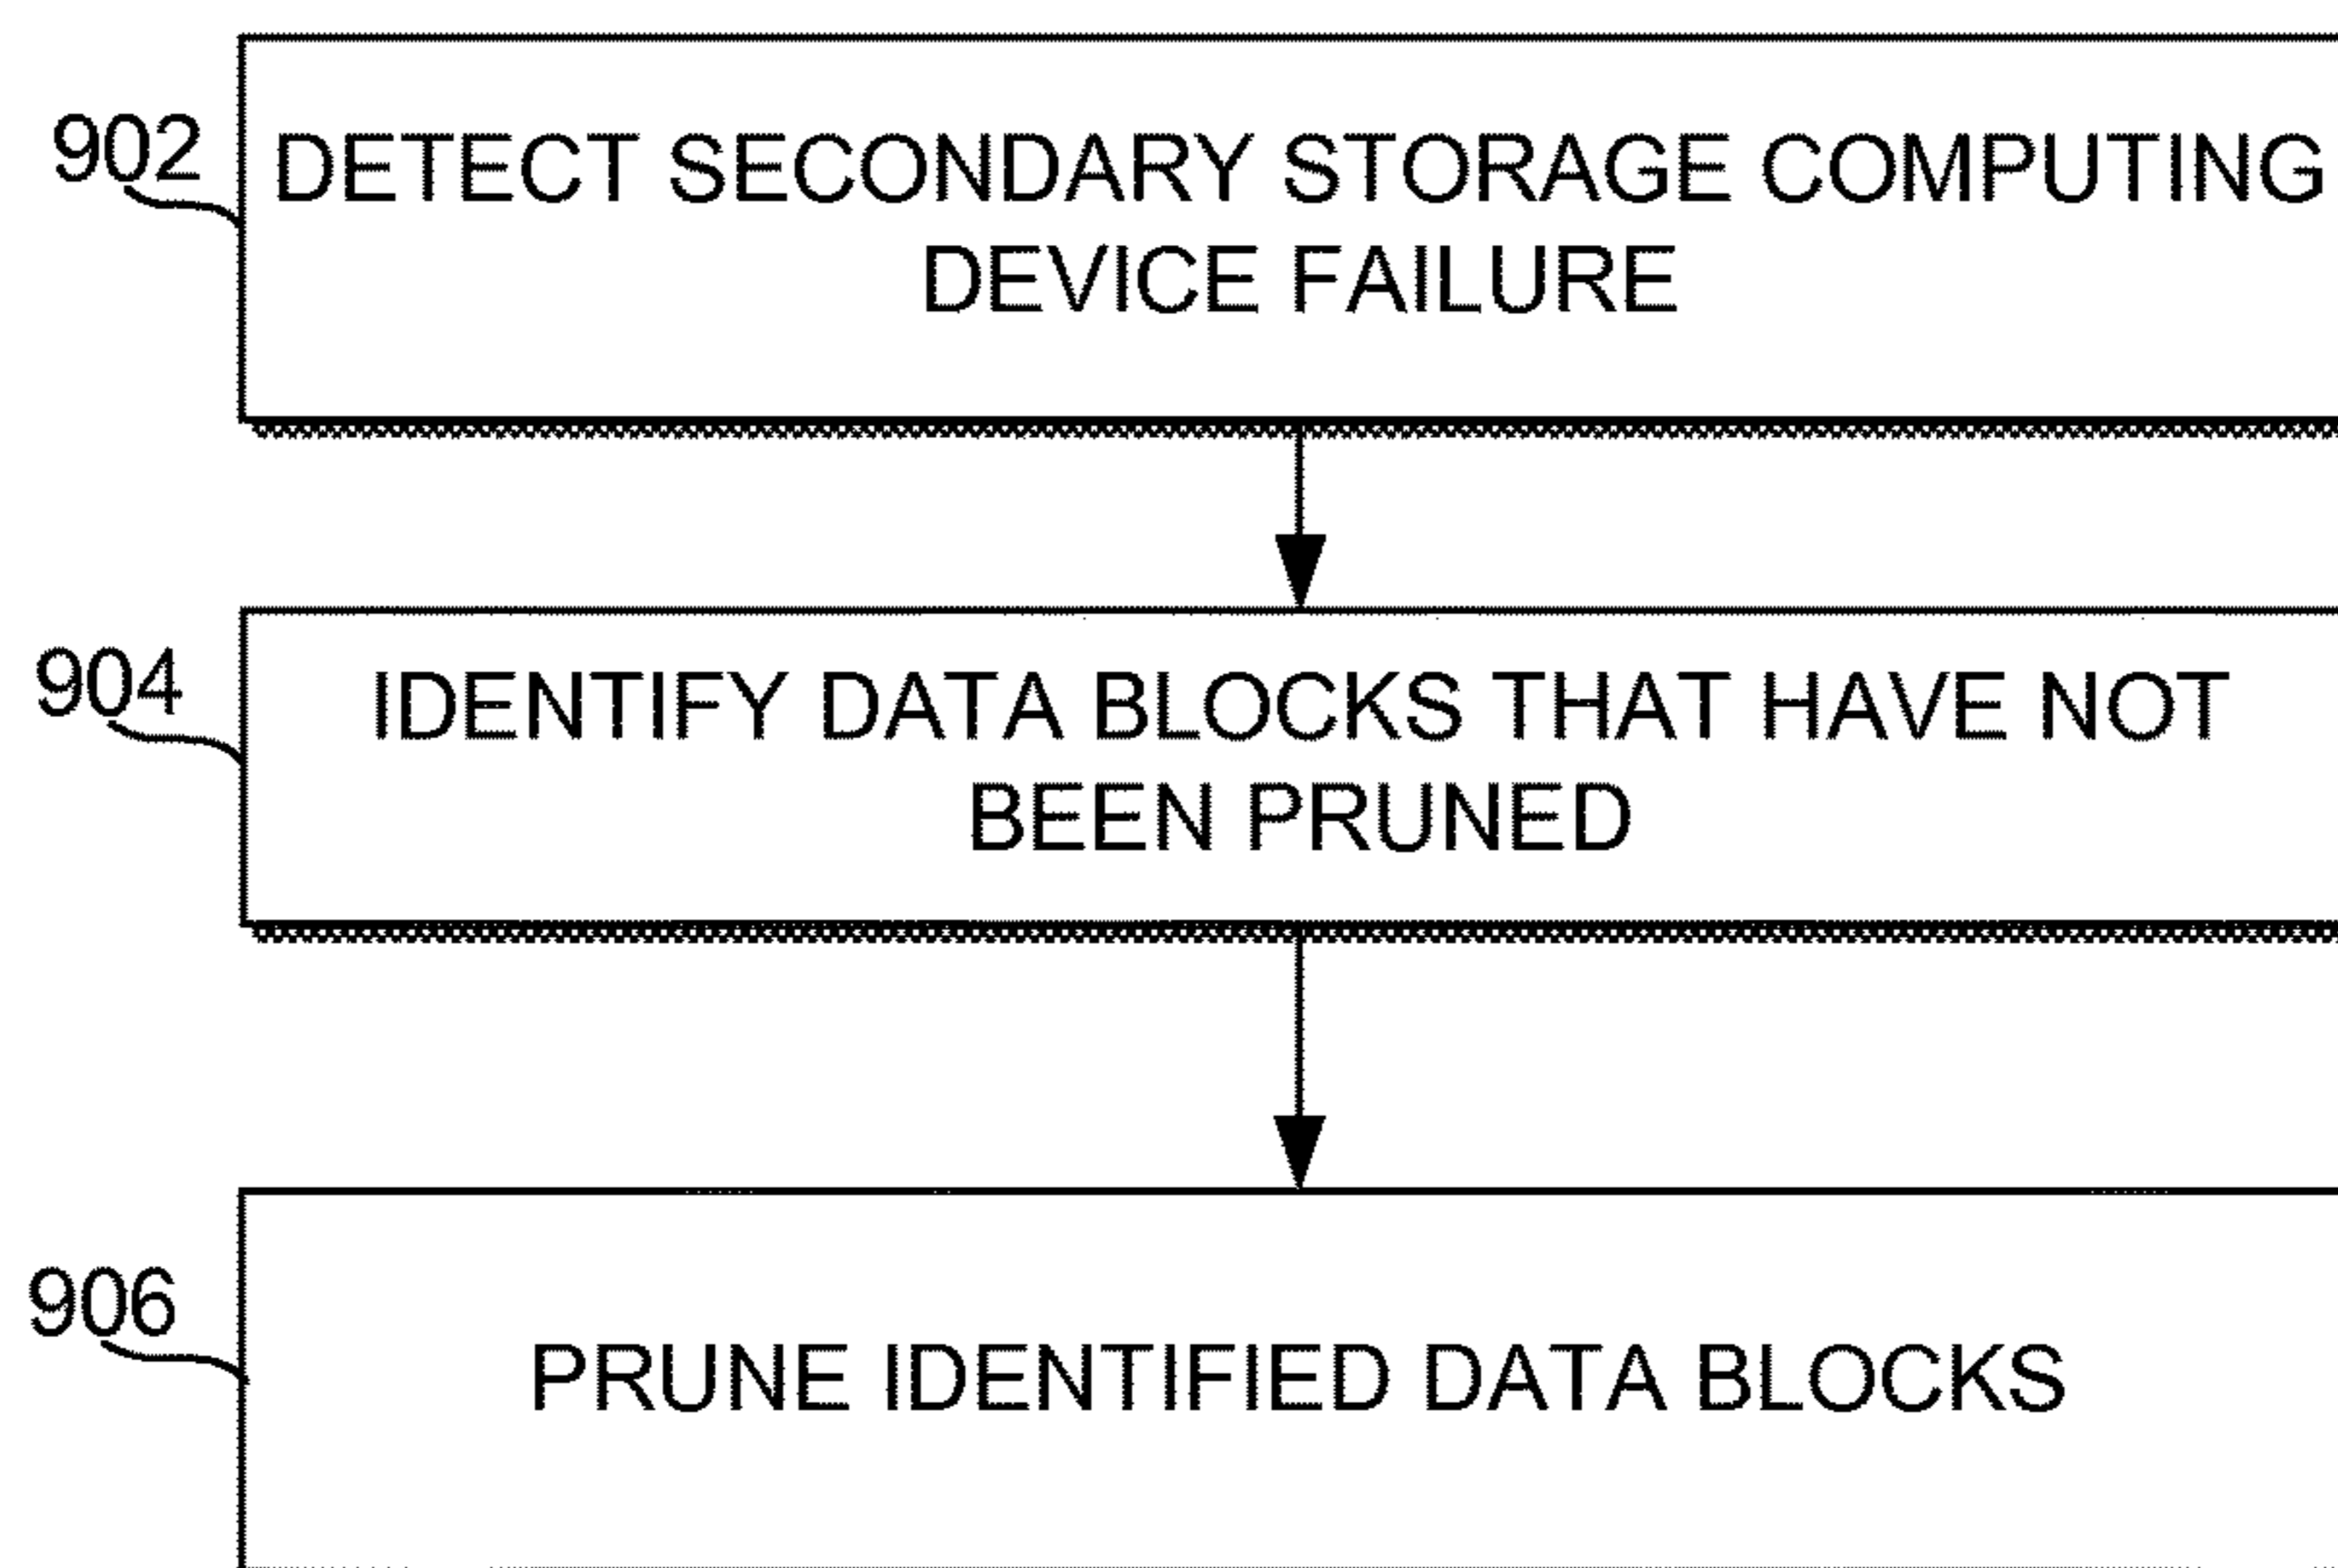 902
DETECT SECONDARY STORAGE COMPUTING
DEVICE FAILURE
904
IDENTIFY DATA BLOCKS THAT HAVE NOT
BEEN PRUNED
906
PRUNE IDENTIFIED DATA BLOCKS